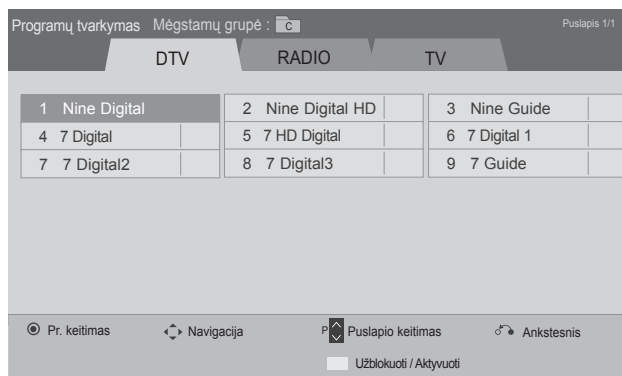 Programų tvarkymas Mėgstamų grupė : C Puslapis 1/1
DTV RADIO TV
1 Nine Digital 2 Nine Digital HD 3 Nine Guide
4 7 Digital 5 7 HD Digital 6 7 Digital 1
7 7 Digital2 8 7 Digital3 9 7 Guide
Pr. keitimas Navigacija P Puslapio keitimas Ankstesnis
Užblokuoti / Aktyvuoti